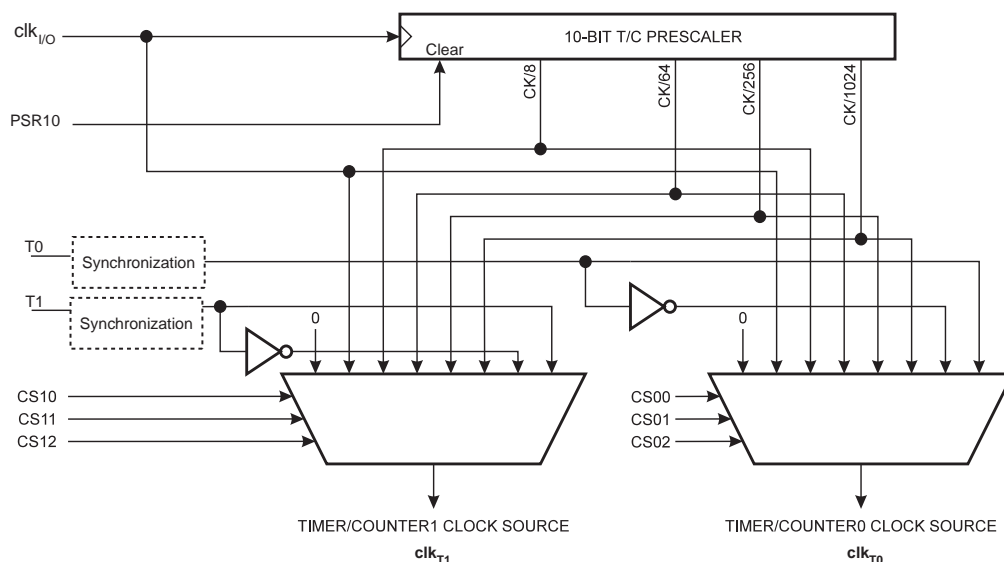 clkI/O
10-BIT T/C PRESCALER
Clear
CK/8
CK/64
CK/256
CK/1024
PSR10
T0
Synchronization
T1
Synchronization
0
0
CS10
CS11
CS12
CS00
CS01
CS02
TIMER/COUNTER1 CLOCK SOURCE
clkT1
TIMER/COUNTER0 CLOCK SOURCE
clkT0